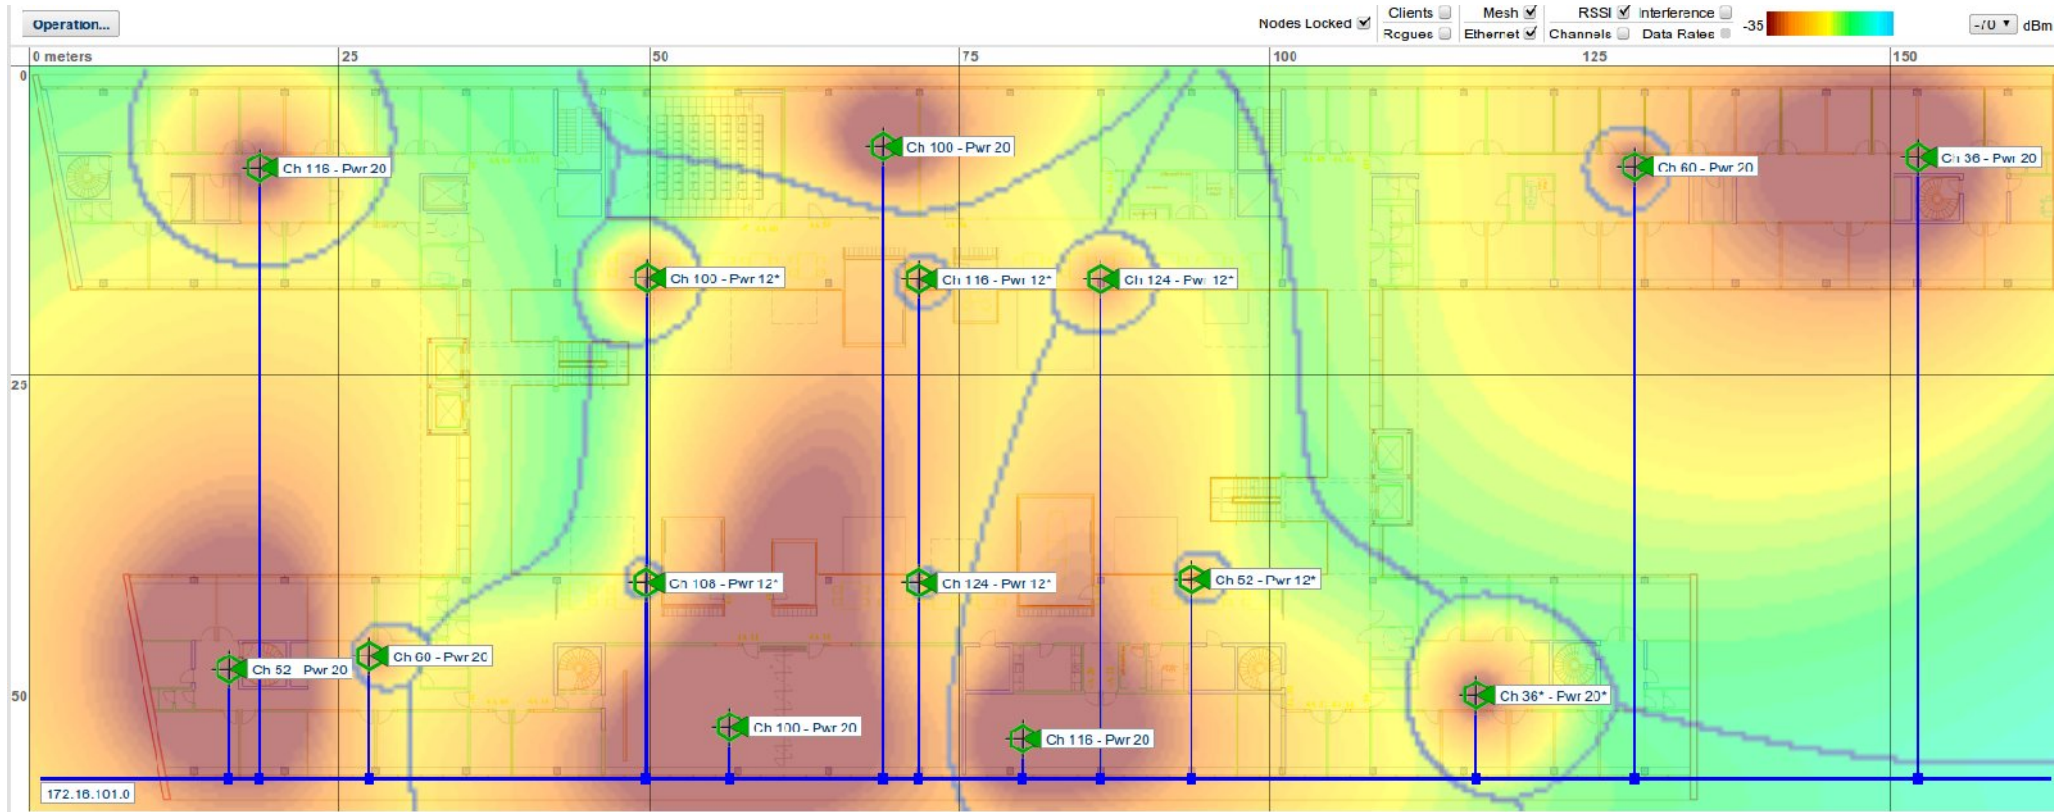 Operation...
Nodes Locked
Clients
Rogues
Mesh
Ethernet
RSSI
Channels
Interference
Data Rates
-35
-70
dBm
0 meters
25
50
75
100
125
150
0
25
50
Ch 116 - Pwr 20
Ch 100 - Pwr 20
Ch 60 - Pwr 20
Ch 36 - Pwr 20
Ch 100 - Pwr 12*
Ch 116 - Pwr 12*
Ch 124 - Pwr 12*
Ch 108 - Pwr 12*
Ch 124 - Pwr 12*
Ch 52 - Pwr 12*
Ch 52 - Pwr 20
Ch 60 - Pwr 20
Ch 36* - Pwr 20*
Ch 100 - Pwr 20
Ch 116 - Pwr 20
172.16.101.0